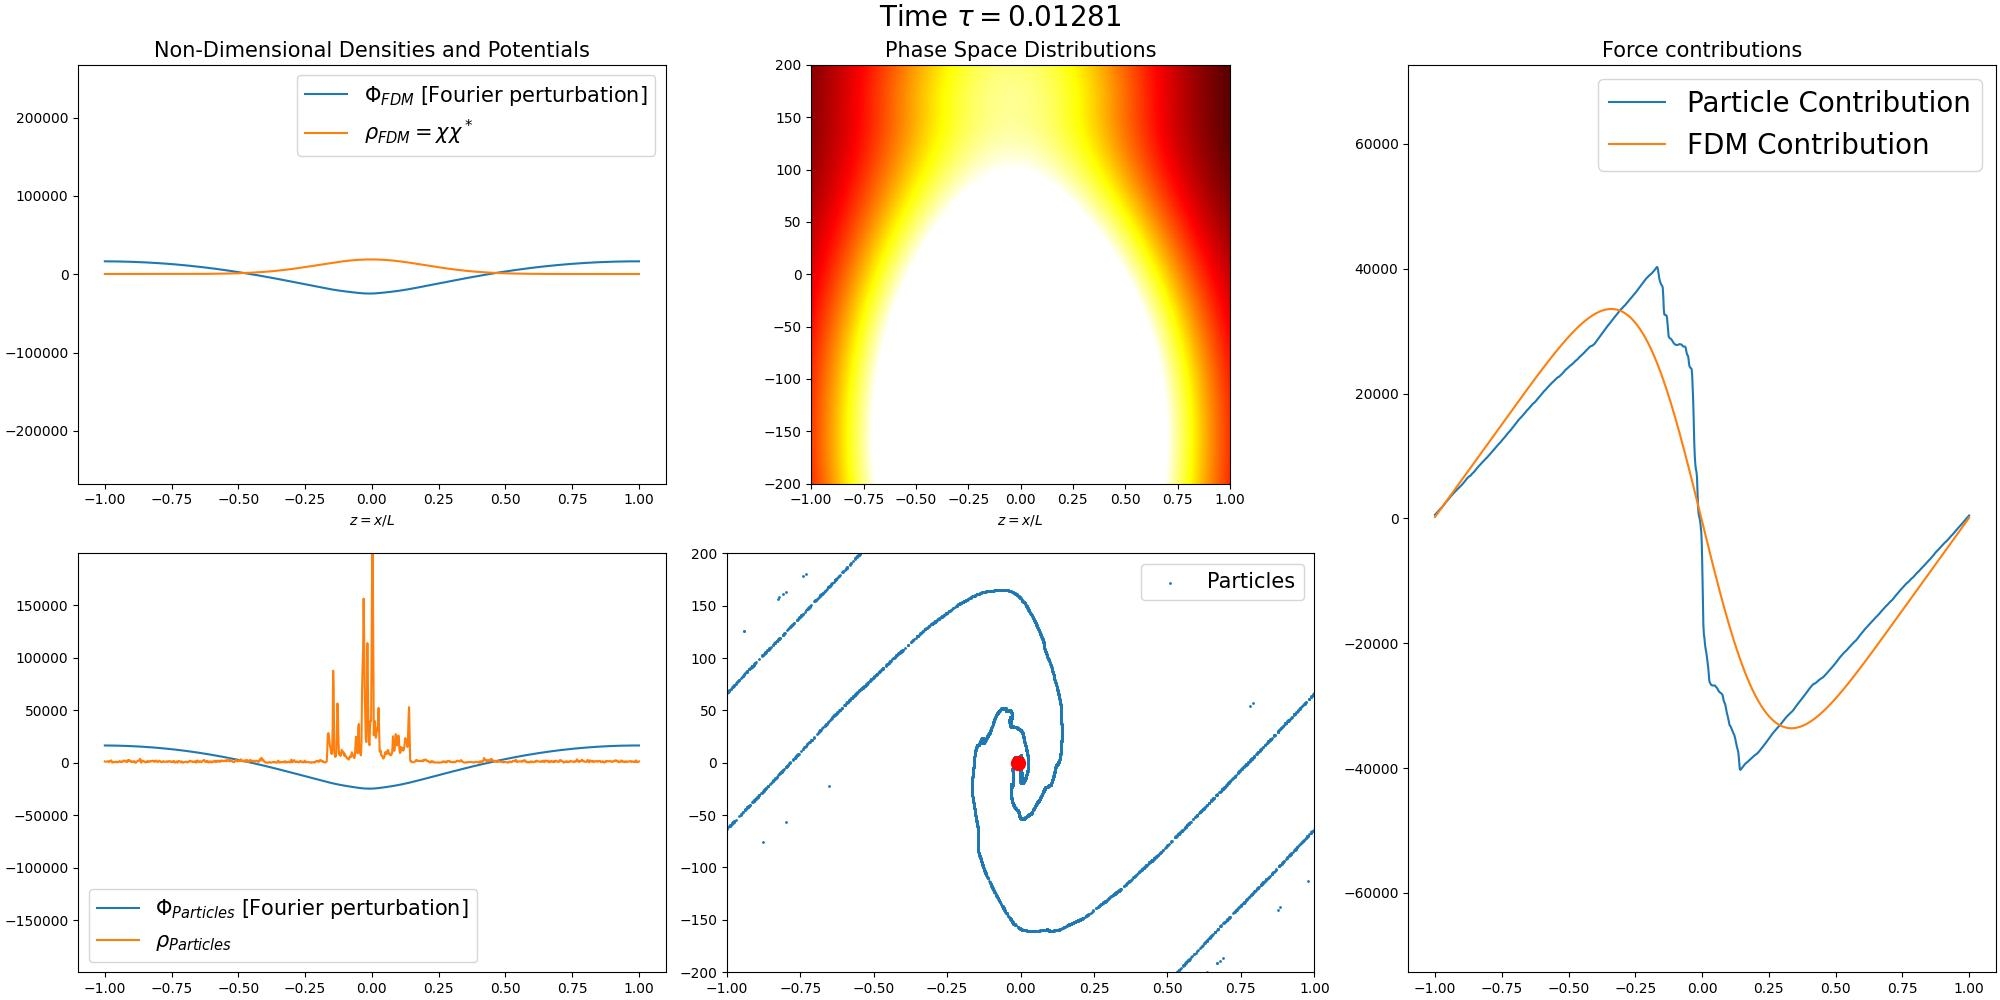 Time τ = 0.01281
Non-Dimensional Densities and Potentials
200000
100000
0
−100000
−200000
Φ_FDM [Fourier perturbation]
ρ_FDM = χχ*
−1.00 −0.75 −0.50 −0.25 0.00 0.25 0.50 0.75 1.00
z = x/L
Phase Space Distributions
200
150
100
50
0
−50
−100
−150
−200
−1.00 −0.75 −0.50 −0.25 0.00 0.25 0.50 0.75 1.00
z = x/L
Force contributions
Particle Contribution
FDM Contribution
60000
40000
20000
0
−20000
−40000
−60000
−1.00 −0.75 −0.50 −0.25 0.00 0.25 0.50 0.75 1.00
150000
100000
50000
0
−50000
−100000
−150000
Φ_Particles [Fourier perturbation]
ρ_Particles
−1.00 −0.75 −0.50 −0.25 0.00 0.25 0.50 0.75 1.00
Particles
200
150
100
50
0
−50
−100
−150
−200
−1.00 −0.75 −0.50 −0.25 0.00 0.25 0.50 0.75 1.00